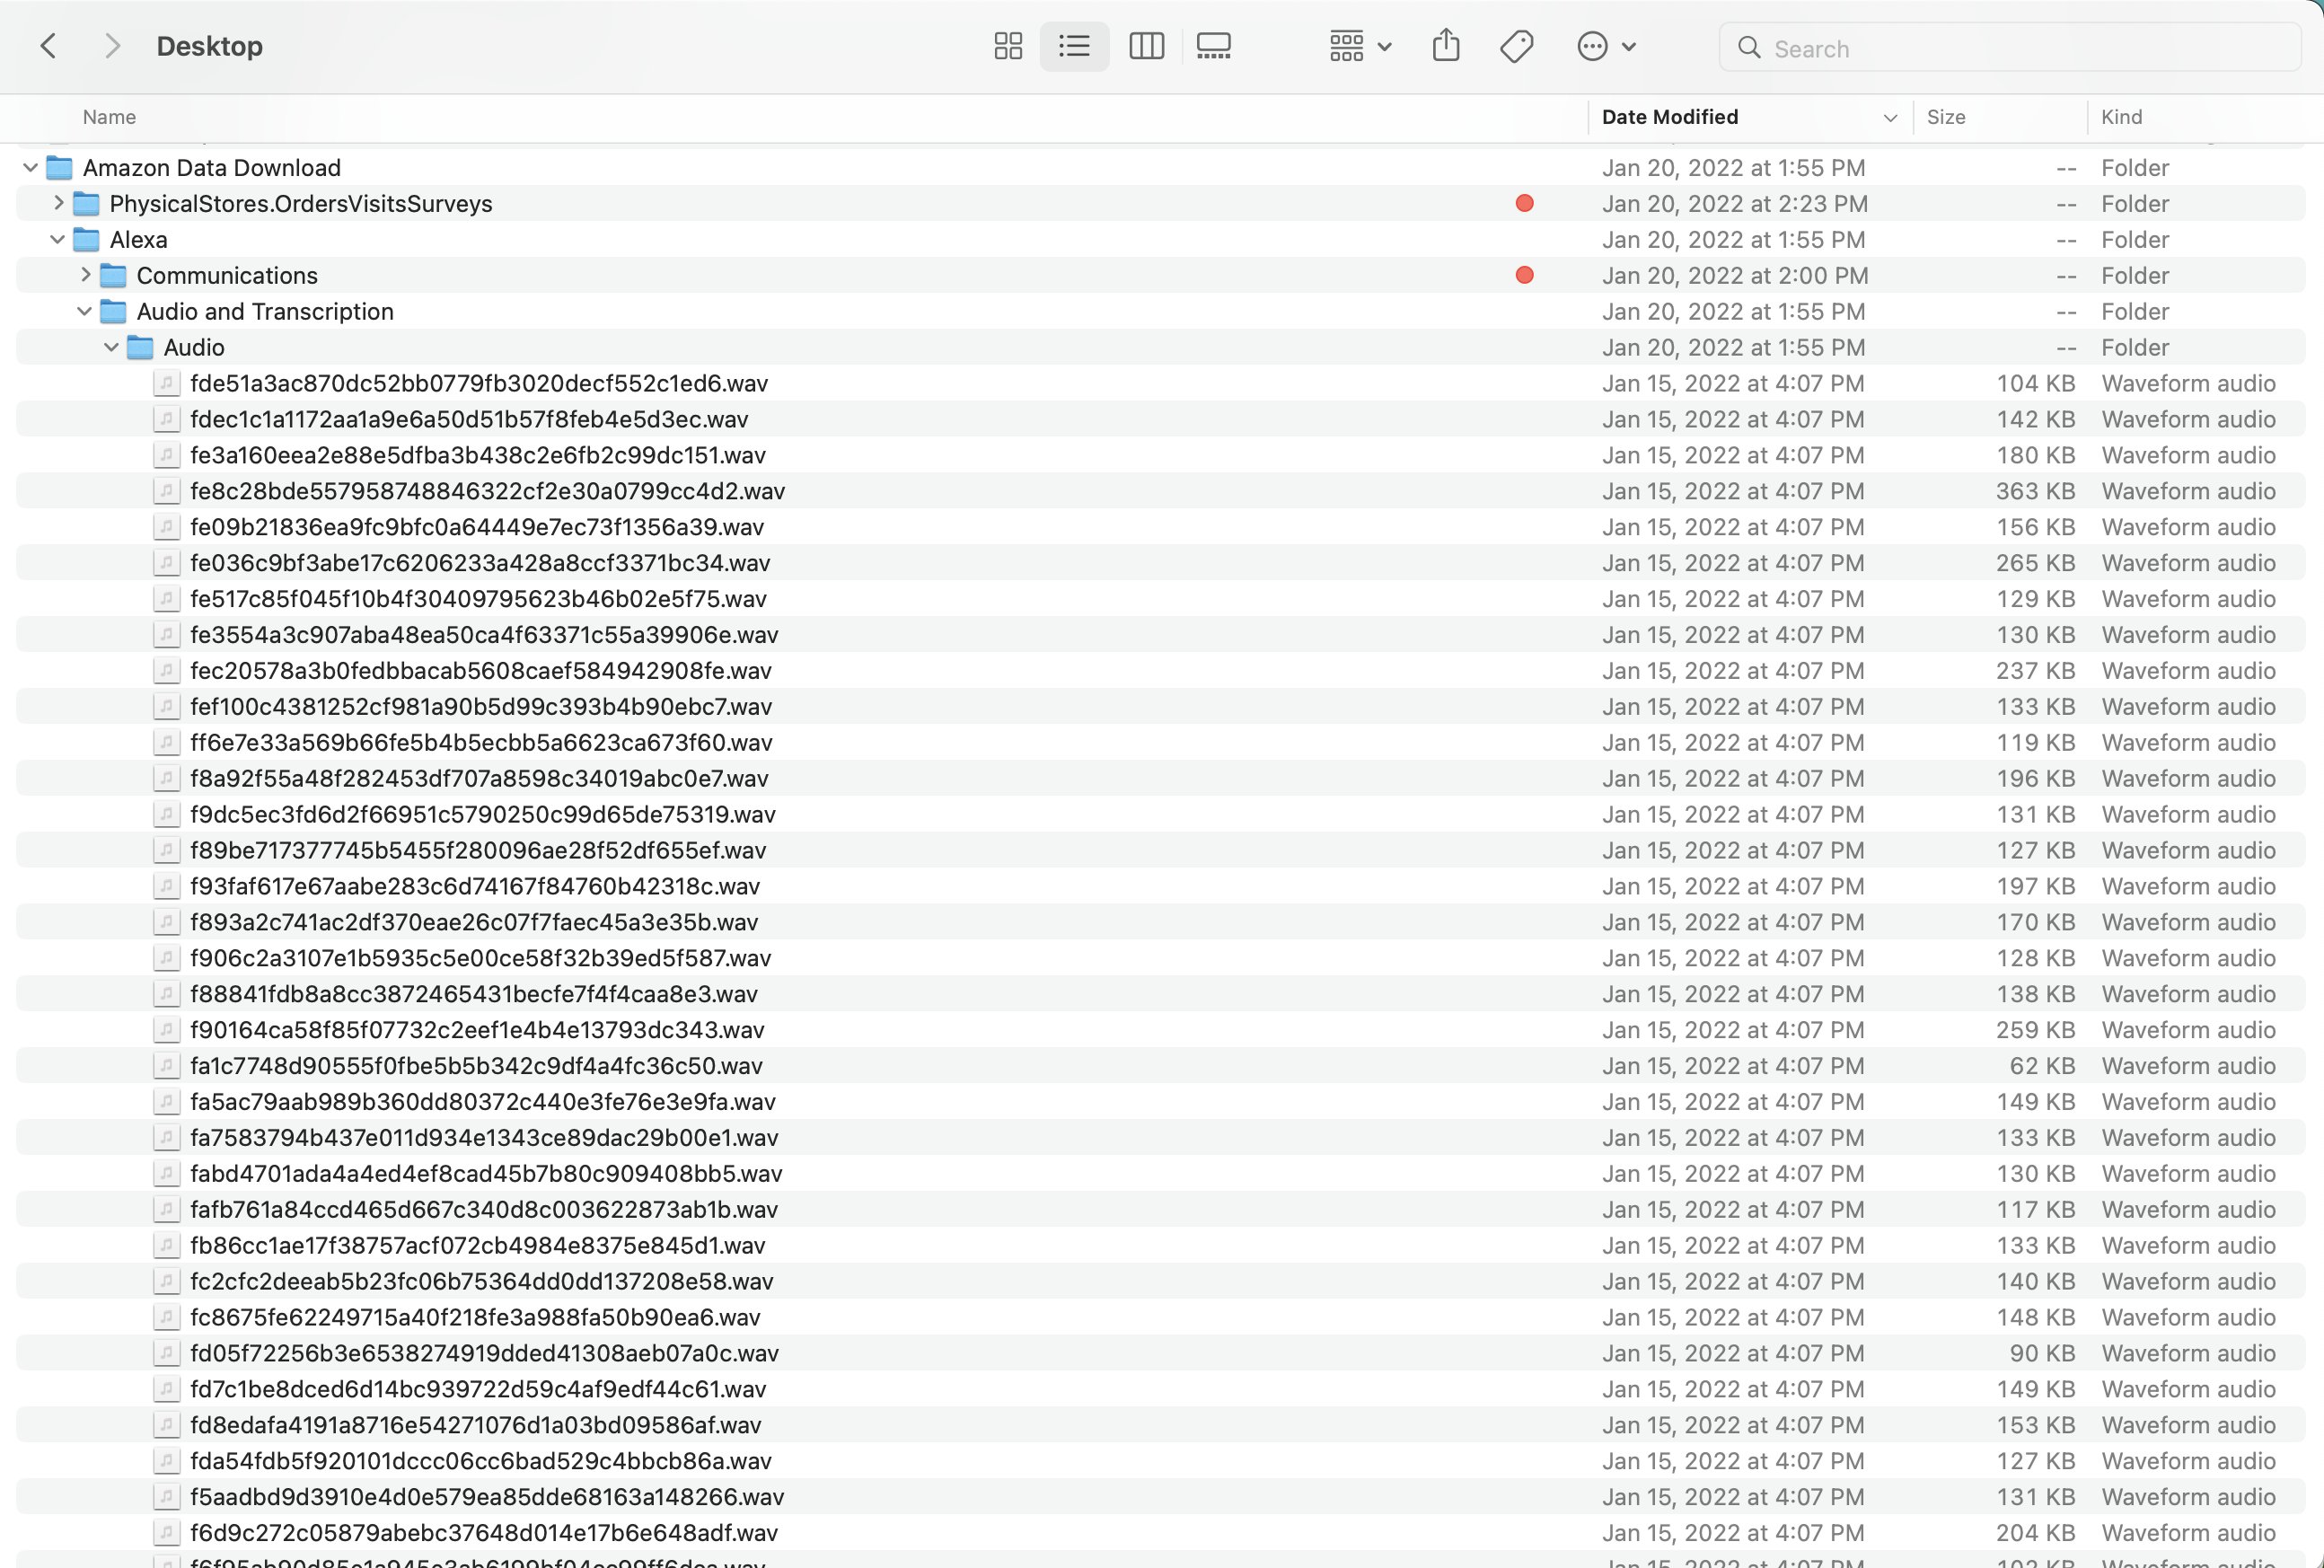 Desktop
Search
Name Date Modified Size Kind
Amazon Data Download Jan 20, 2022 at 1:55 PM -- Folder
PhysicalStores.OrdersVisitsSurveys Jan 20, 2022 at 2:23 PM -- Folder
Alexa Jan 20, 2022 at 1:55 PM -- Folder
Communications Jan 20, 2022 at 2:00 PM -- Folder
Audio and Transcription Jan 20, 2022 at 1:55 PM -- Folder
Audio Jan 20, 2022 at 1:55 PM -- Folder
fde51a3ac870dc52bb0779fb3020decf552c1ed6.wav Jan 15, 2022 at 4:07 PM 104 KB Waveform audio
fdec1c1a1172aa1a9e6a50d51b57f8feb4e5d3ec.wav Jan 15, 2022 at 4:07 PM 142 KB Waveform audio
fe3a160eea2e88e5dfba3b438c2e6fb2c99dc151.wav Jan 15, 2022 at 4:07 PM 180 KB Waveform audio
fe8c28bde557958748846322cf2e30a0799cc4d2.wav Jan 15, 2022 at 4:07 PM 363 KB Waveform audio
fe09b21836ea9fc9bfc0a64449e7ec73f1356a39.wav Jan 15, 2022 at 4:07 PM 156 KB Waveform audio
fe036c9bf3abe17c6206233a428a8ccf3371bc34.wav Jan 15, 2022 at 4:07 PM 265 KB Waveform audio
fe517c85f045f10b4f30409795623b46b02e5f75.wav Jan 15, 2022 at 4:07 PM 129 KB Waveform audio
fe3554a3c907aba48ea50ca4f63371c55a39906e.wav Jan 15, 2022 at 4:07 PM 130 KB Waveform audio
fec20578a3b0fedbbacab5608caef584942908fe.wav Jan 15, 2022 at 4:07 PM 237 KB Waveform audio
fef100c4381252cf981a90b5d99c393b4b90ebc7.wav Jan 15, 2022 at 4:07 PM 133 KB Waveform audio
ff6e7e33a569b66fe5b4b5ecbb5a6623ca673f60.wav Jan 15, 2022 at 4:07 PM 119 KB Waveform audio
f8a92f55a48f282453df707a8598c34019abc0e7.wav Jan 15, 2022 at 4:07 PM 196 KB Waveform audio
f9dc5ec3fd6d2f66951c5790250c99d65de75319.wav Jan 15, 2022 at 4:07 PM 131 KB Waveform audio
f89be717377745b5455f280096ae28f52df655ef.wav Jan 15, 2022 at 4:07 PM 127 KB Waveform audio
f93faf617e67aabe283c6d74167f84760b42318c.wav Jan 15, 2022 at 4:07 PM 197 KB Waveform audio
f893a2c741ac2df370eae26c07f7faec45a3e35b.wav Jan 15, 2022 at 4:07 PM 170 KB Waveform audio
f906c2a3107e1b5935c5e00ce58f32b39ed5f587.wav Jan 15, 2022 at 4:07 PM 128 KB Waveform audio
f88841fdb8a8cc3872465431becfe7f4f4caa8e3.wav Jan 15, 2022 at 4:07 PM 138 KB Waveform audio
f90164ca58f85f07732c2eef1e4b4e13793dc343.wav Jan 15, 2022 at 4:07 PM 259 KB Waveform audio
fa1c7748d90555f0fbe5b5b342c9df4a4fc36c50.wav Jan 15, 2022 at 4:07 PM 62 KB Waveform audio
fa5ac79aab989b360dd80372c440e3fe76e3e9fa.wav Jan 15, 2022 at 4:07 PM 149 KB Waveform audio
fa7583794b437e011d934e1343ce89dac29b00e1.wav Jan 15, 2022 at 4:07 PM 133 KB Waveform audio
fabd4701ada4a4ed4ef8cad45b7b80c909408bb5.wav Jan 15, 2022 at 4:07 PM 130 KB Waveform audio
fafb761a84ccd465d667c340d8c003622873ab1b.wav Jan 15, 2022 at 4:07 PM 117 KB Waveform audio
fb86cc1ae17f38757acf072cb4984e8375e845d1.wav Jan 15, 2022 at 4:07 PM 133 KB Waveform audio
fc2cfc2deeab5b23fc06b75364dd0dd137208e58.wav Jan 15, 2022 at 4:07 PM 140 KB Waveform audio
fc8675fe62249715a40f218fe3a988fa50b90ea6.wav Jan 15, 2022 at 4:07 PM 148 KB Waveform audio
fd05f72256b3e6538274919dded41308aeb07a0c.wav Jan 15, 2022 at 4:07 PM 90 KB Waveform audio
fd7c1be8dced6d14bc939722d59c4af9edf44c61.wav Jan 15, 2022 at 4:07 PM 149 KB Waveform audio
fd8edafa4191a8716e54271076d1a03bd09586af.wav Jan 15, 2022 at 4:07 PM 153 KB Waveform audio
fda54fdb5f920101dccc06cc6bad529c4bbcb86a.wav Jan 15, 2022 at 4:07 PM 127 KB Waveform audio
f5aadbd9d3910e4d0e579ea85dde68163a148266.wav Jan 15, 2022 at 4:07 PM 131 KB Waveform audio
f6d9c272c05879abebc37648d014e17b6e648adf.wav Jan 15, 2022 at 4:07 PM 204 KB Waveform audio
Jan 15, 2022 at 4:07 PM Waveform audio